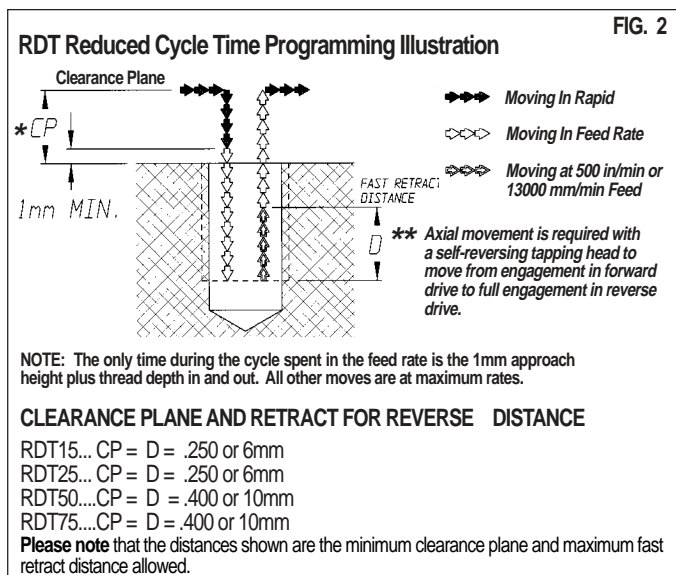 FIG. 2
RDT Reduced Cycle Time Programming Illustration
Clearance Plane
*CP
1mm MIN.
Moving In Rapid
Moving In Feed Rate
Moving at 500 in/min or
13000 mm/min Feed
FAST RETRACT
DISTANCE
D
** Axial movement is required with
a self-reversing tapping head to
move from engagement in forward
drive to full engagement in reverse
drive.
NOTE: The only time during the cycle spent in the feed rate is the 1mm approach
height plus thread depth in and out. All other moves are at maximum rates.
CLEARANCE PLANE AND RETRACT FOR REVERSE DISTANCE
RDT15... CP = D = .250 or 6mm
RDT25... CP = D = .250 or 6mm
RDT50....CP = D = .400 or 10mm
RDT75....CP = D = .400 or 10mm
Please note that the distances shown are the minimum clearance plane and maximum fast
retract distance allowed.